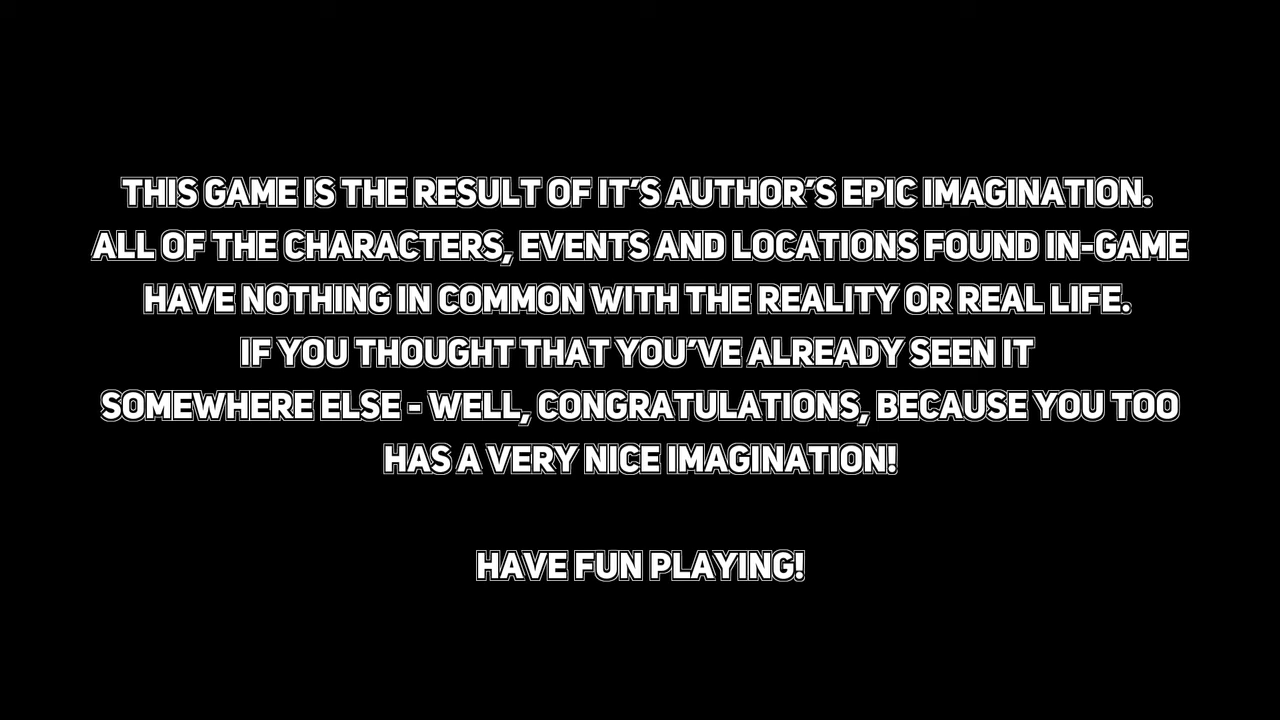 THIS GAME IS THE RESULT OF IT'S AUTHOR'S EPIC IMAGINATION.
ALL OF THE CHARACTERS, EVENTS AND LOCATIONS FOUND IN-GAME
HAVE NOTHING IN COMMON WITH THE REALITY OR REAL LIFE.
IF YOU THOUGHT THAT YOU'VE ALREADY SEEN IT
SOMEWHERE ELSE - WELL, CONGRATULATIONS, BECAUSE YOU TOO
HAS A VERY NICE IMAGINATION!
HAVE FUN PLAYING!